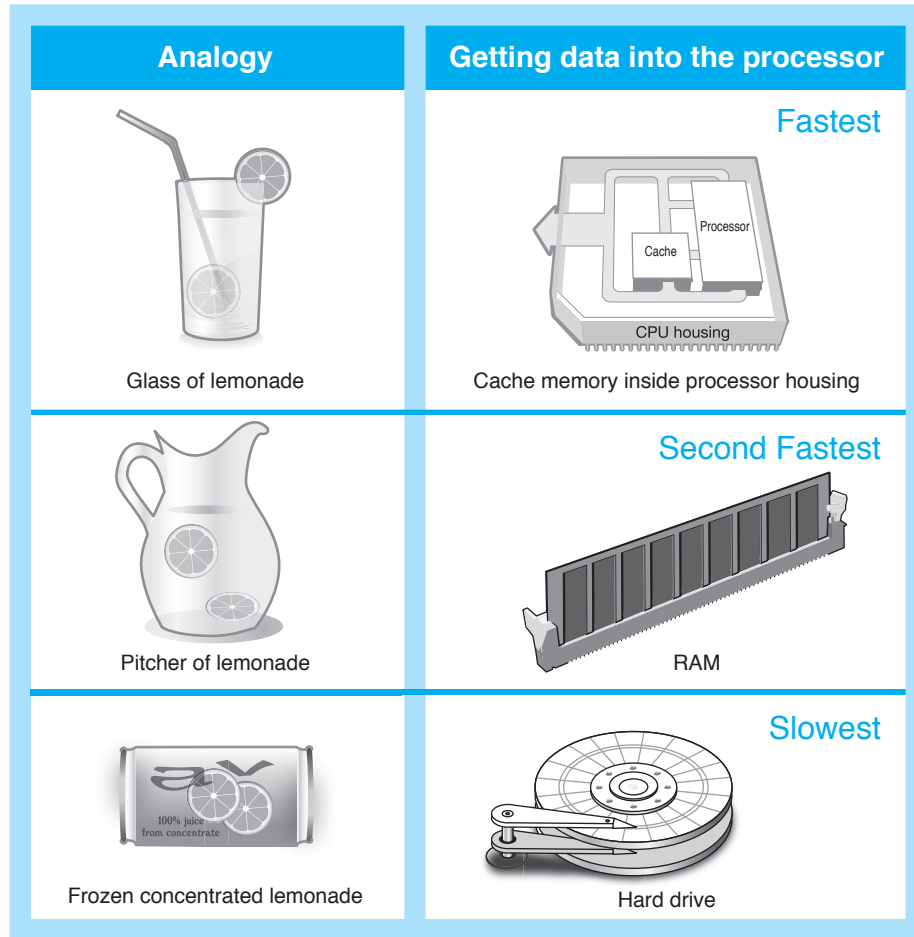 Analogy
Getting data into the processor
Fastest
Processor
Cache
CPU housing
Glass of lemonade
Cache memory inside processor housing
Second Fastest
Pitcher of lemonade
RAM
Slowest
av
100% juice
from concentrate
Frozen concentrated lemonade
Hard drive